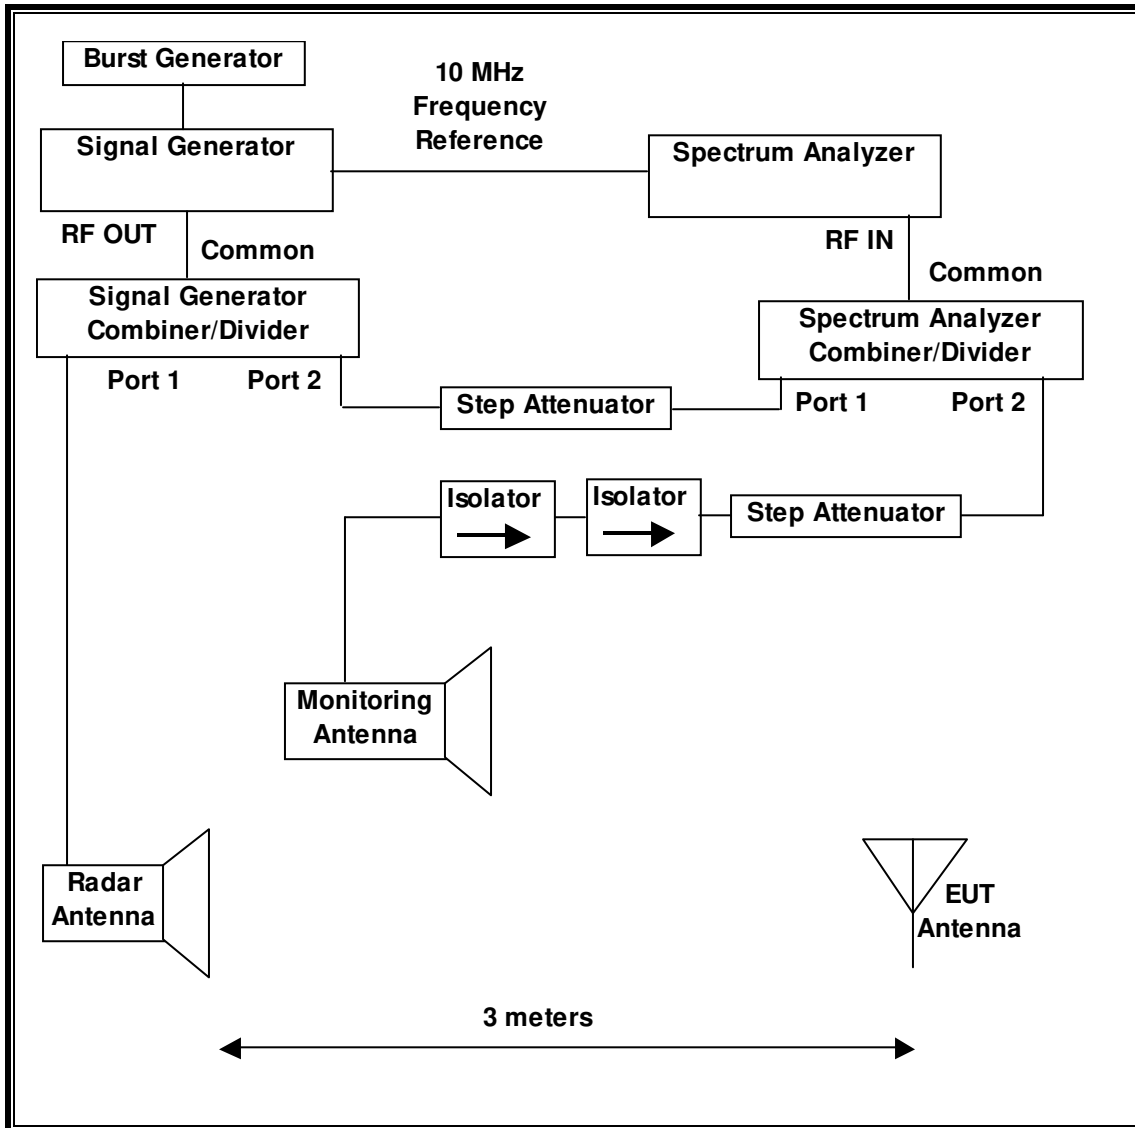 Burst Generator
10 MHz
Frequency
Reference
Signal Generator
Spectrum Analyzer
RF OUT
Common
RF IN
Common
Signal Generator
Combiner/Divider
Spectrum Analyzer
Combiner/Divider
Port 1
Port 2
Step Attenuator
Port 1
Port 2
Isolator
Isolator
Step Attenuator
Monitoring
Antenna
Radar
Antenna
EUT
Antenna
3 meters